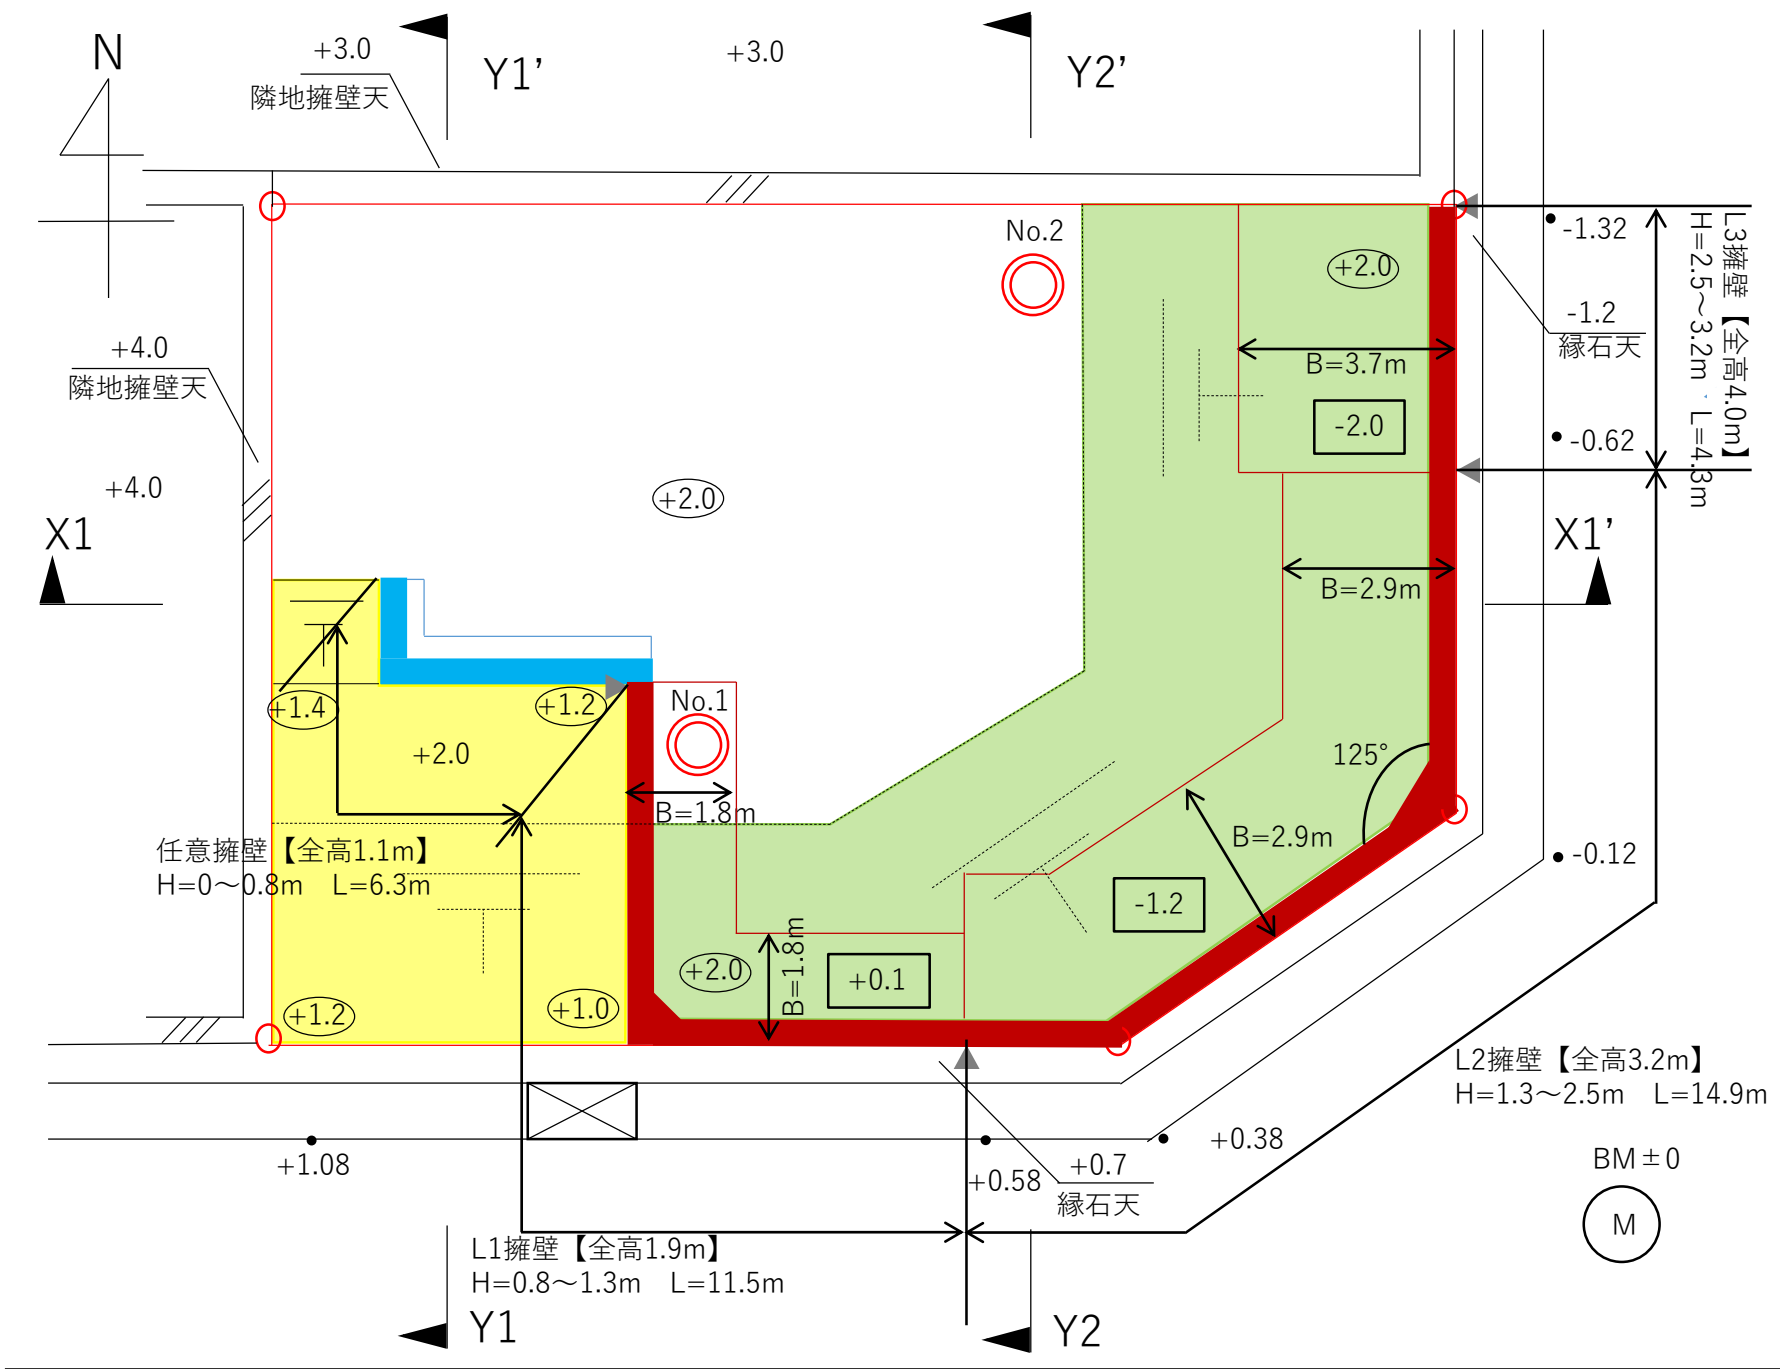 N
+3.0
隣地擁壁天
Y1'
+3.0
Y2'
No.2
+2.0
-1.32
L3擁壁【全高4.0m】
H=2.5～3.2m L=4.3m
-1.2
縁石天
B=3.7m
-2.0
-0.62
+4.0
隣地擁壁天
+4.0
X1
+2.0
X1'
B=2.9m
+1.4
+1.2
No.1
+2.0
125°
B=1.8m
B=2.9m
任意擁壁【全高1.1m】
H=0～0.8m L=6.3m
-0.12
-1.2
+2.0
B=1.8m
+0.1
+1.2
+1.0
L2擁壁【全高3.2m】
H=1.3～2.5m L=14.9m
+1.08
+0.58
+0.7
縁石天
+0.38
BM±0
M
L1擁壁【全高1.9m】
H=0.8～1.3m L=11.5m
Y1
Y2